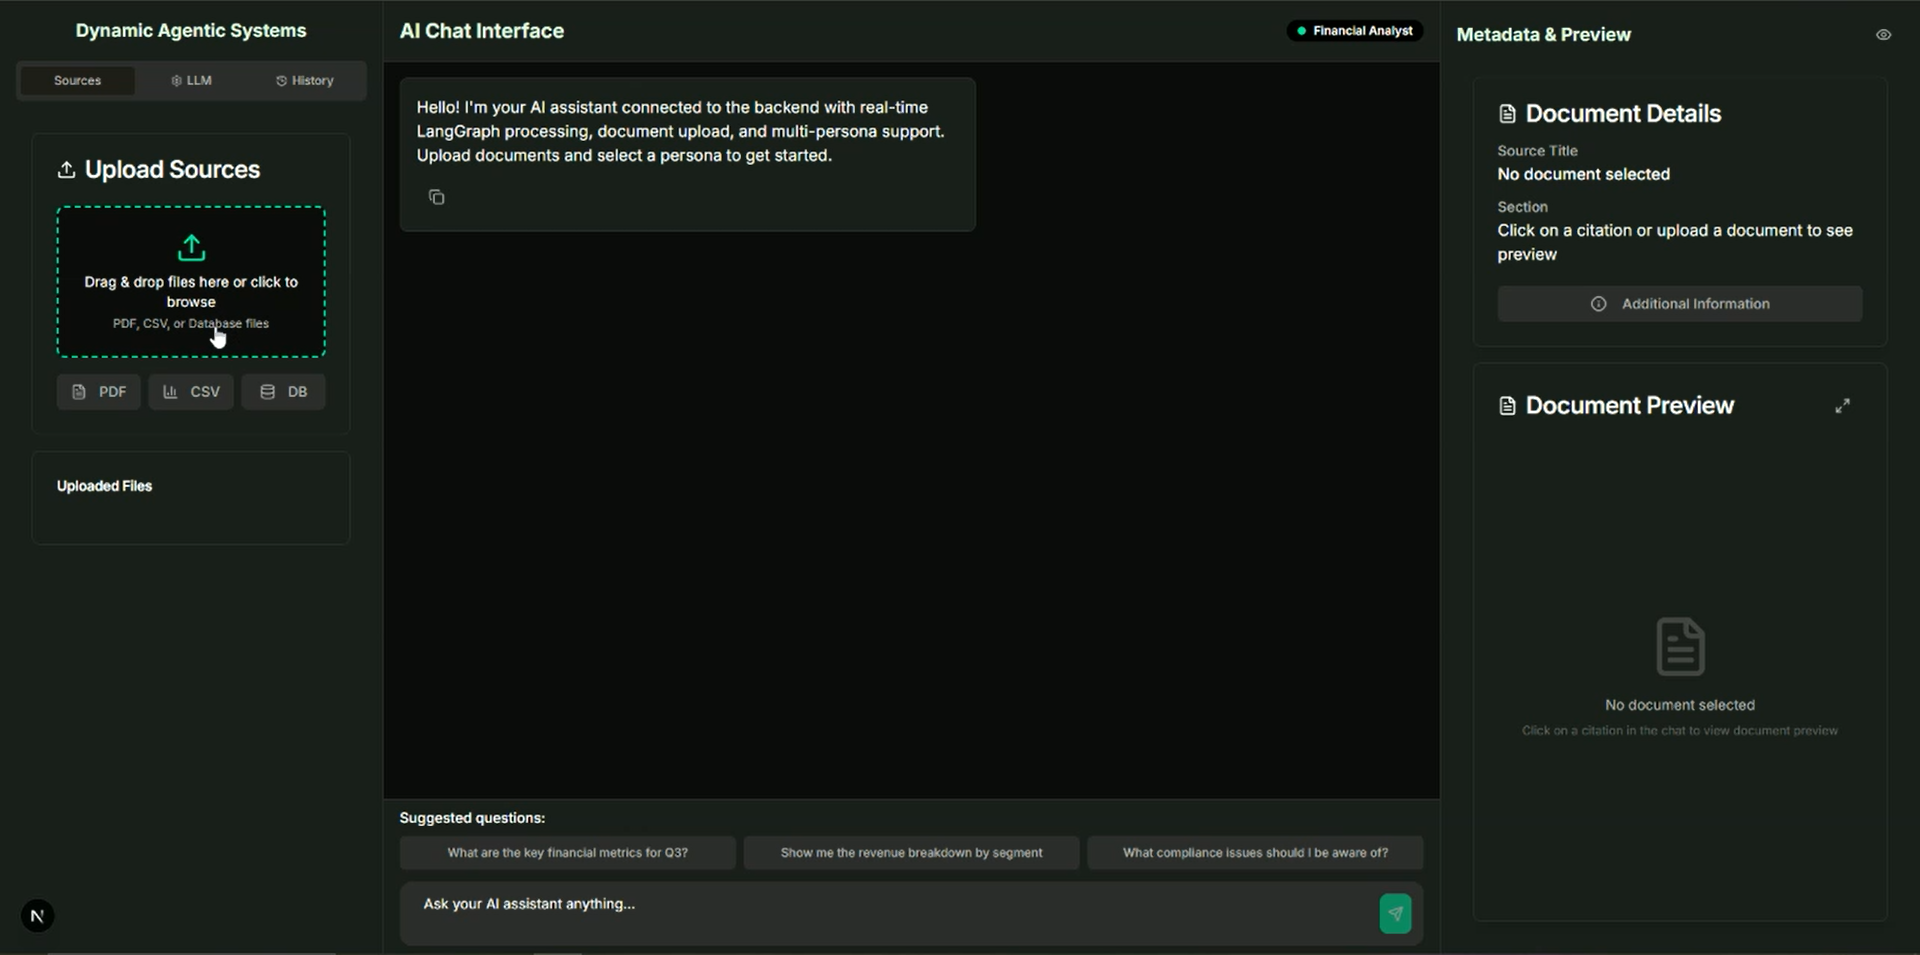 Dynamic Agentic Systems
Sources
LLM
History
Upload Sources
Drag & drop files here or click to
browse
PDF, CSV, or Database files
PDF
CSV
DB
Uploaded Files
N
AI Chat Interface
Financial Analyst
Hello! I'm your AI assistant connected to the backend with real-time
LangGraph processing, document upload, and multi-persona support.
Upload documents and select a persona to get started.
Suggested questions:
What are the key financial metrics for Q3?
Show me the revenue breakdown by segment
What compliance issues should I be aware of?
Ask your AI assistant anything...
Metadata & Preview
Document Details
Source Title
No document selected
Section
Click on a citation or upload a document to see
preview
Additional Information
Document Preview
No document selected
Click on a citation in the chat to view document preview